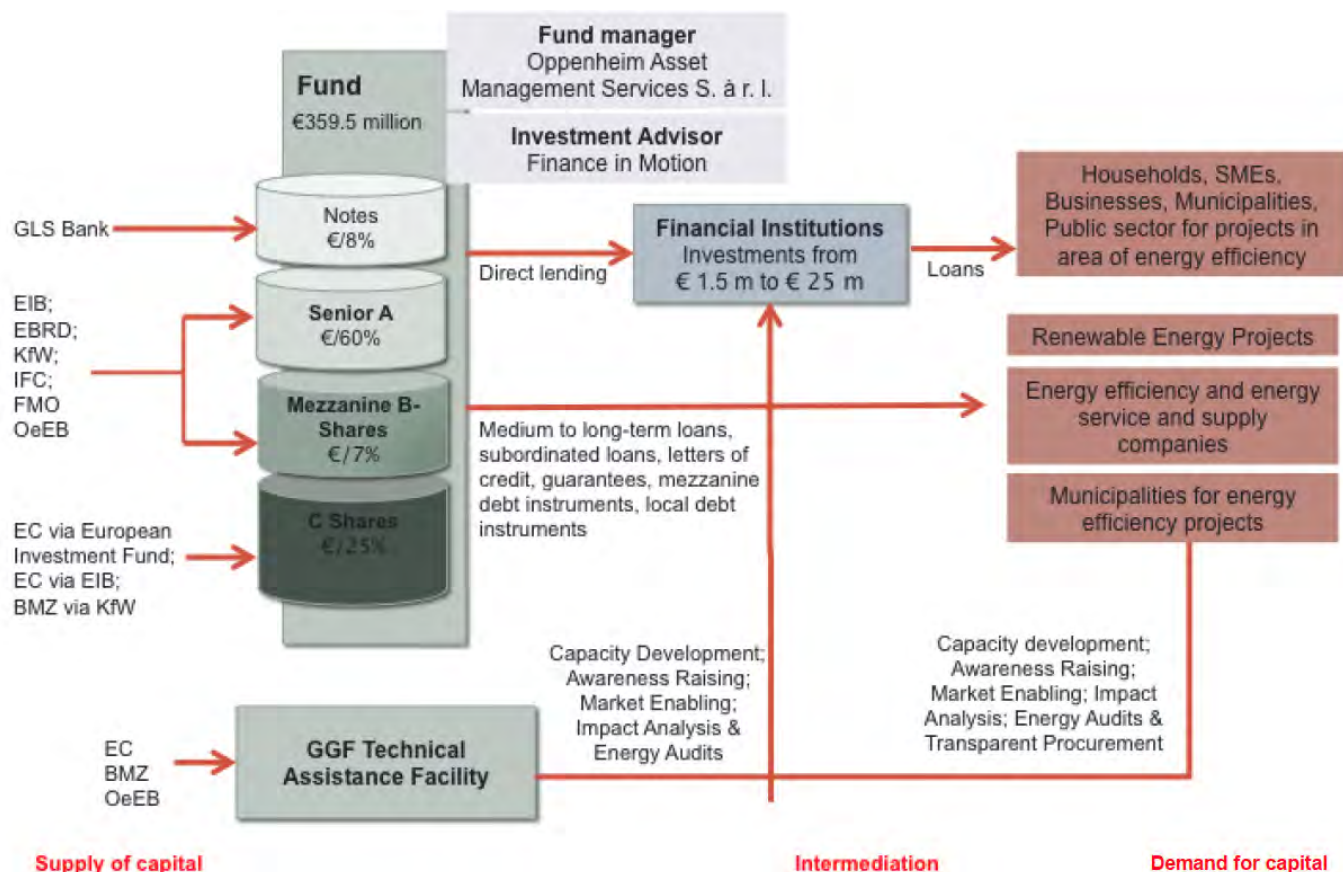 Fund manager
Oppenheim Asset
Management Services S. à r. l.
Fund
€359.5 million
Investment Advisor
Finance in Motion
GLS Bank
Notes
€/8%
EIB;
EBRD;
KfW;
IFC;
FMO
OeEB
Senior A
€/60%
Mezzanine B-
Shares
€/7%
EC via European
Investment Fund;
EC via EIB;
BMZ via KfW
C Shares
€/25%
Direct lending
Financial Institutions
Investments from
€ 1.5 m to € 25 m
Loans
Households, SMEs,
Businesses, Municipalities,
Public sector for projects in
area of energy efficiency
Renewable Energy Projects
Energy efficiency and energy
service and supply
companies
Municipalities for energy
efficiency projects
Medium to long-term loans,
subordinated loans, letters of
credit, guarantees, mezzanine
debt instruments, local debt
instruments
Capacity Development;
Awareness Raising;
Market Enabling;
Impact Analysis &
Energy Audits
Capacity development;
Awareness Raising;
Market Enabling; Impact
Analysis; Energy Audits &
Transparent Procurement
EC
BMZ
OeEB
GGF Technical
Assistance Facility
Supply of capital
Intermediation
Demand for capital